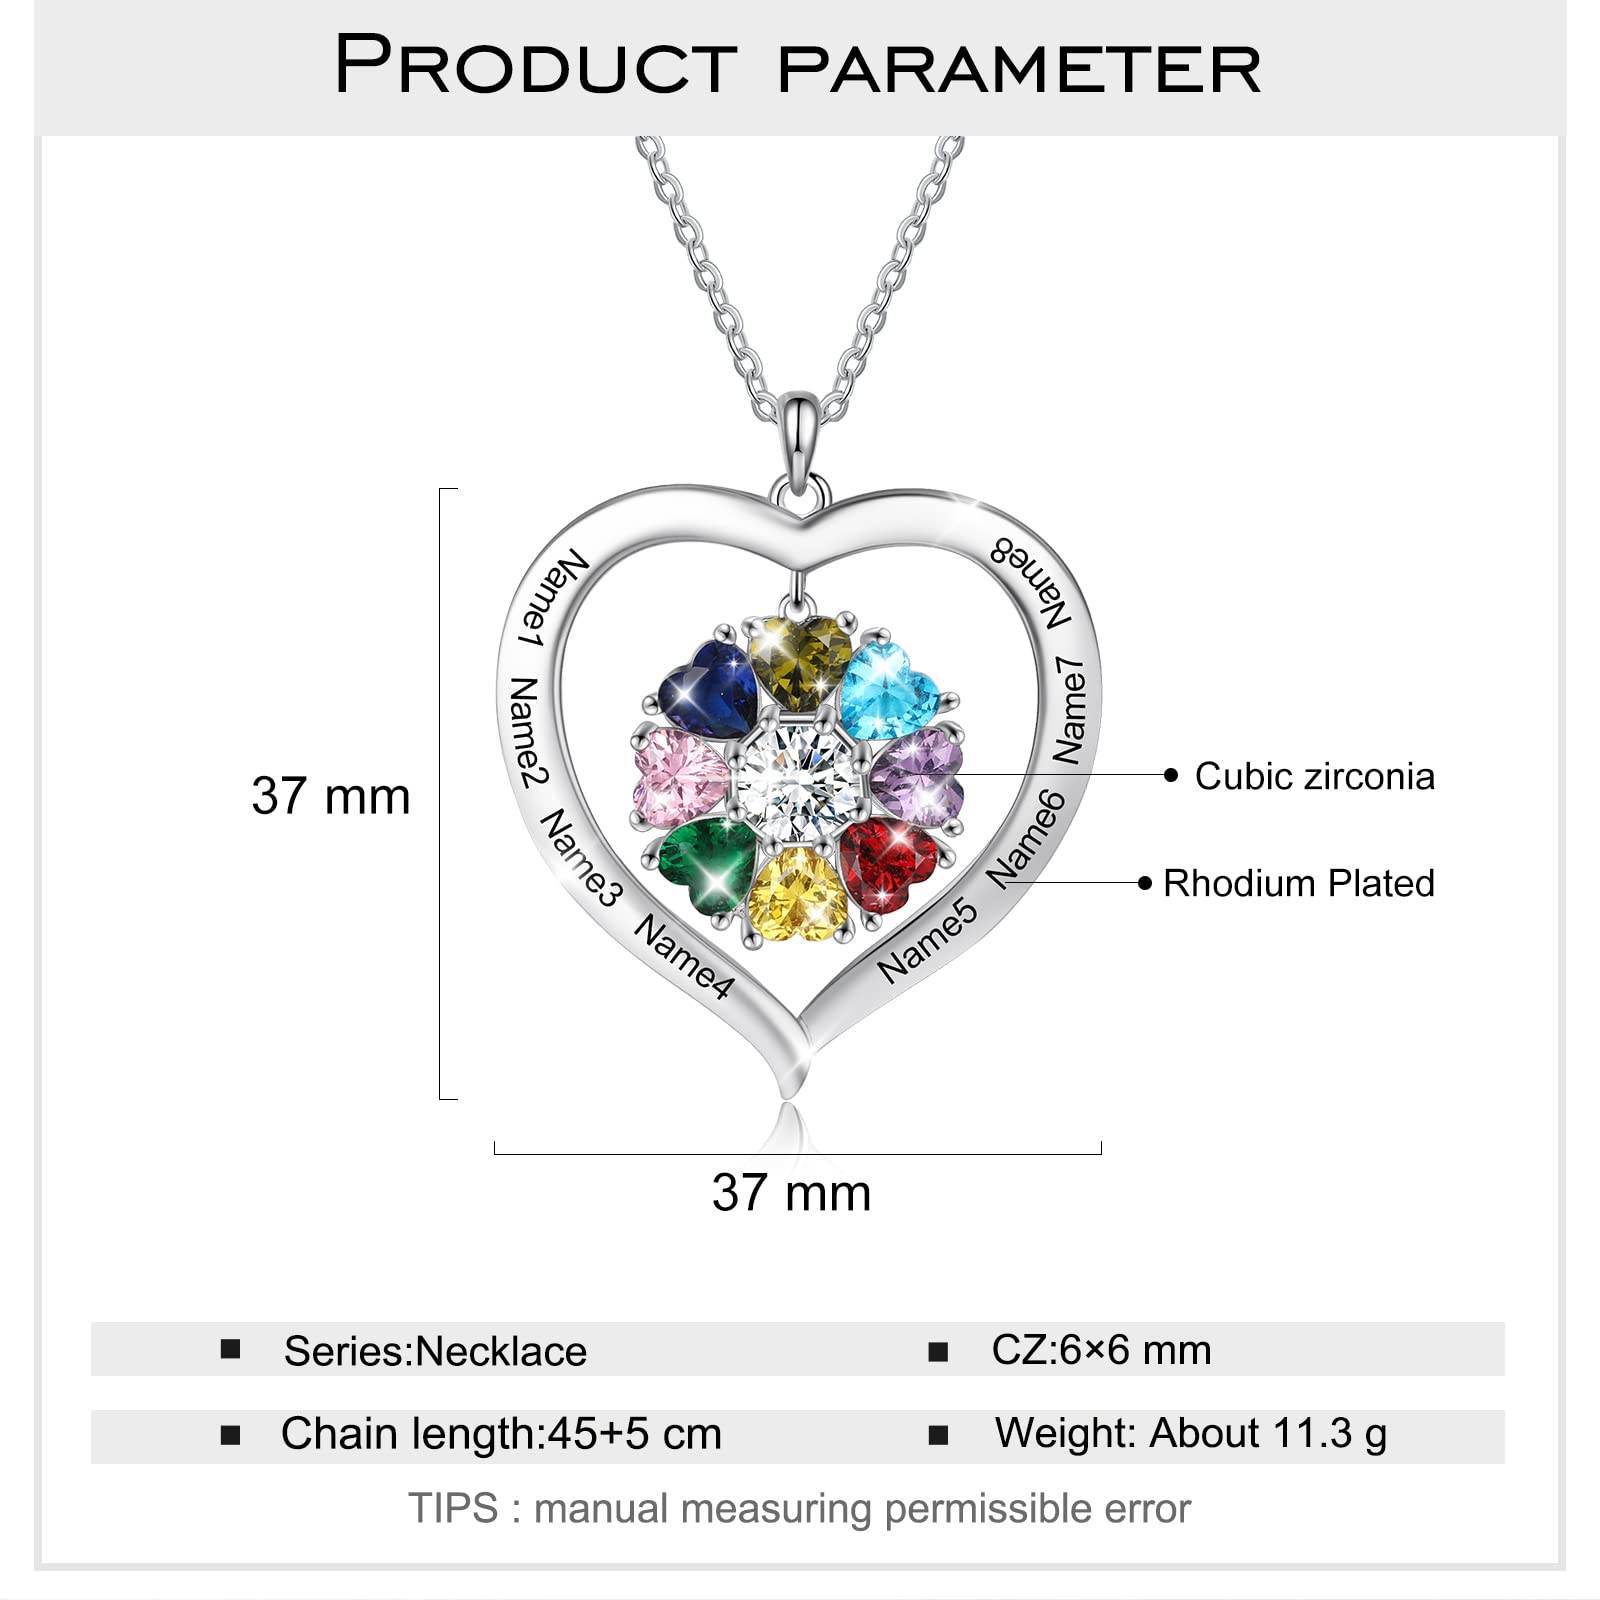 PRODUCT PARAMETER
Name1
Name2
Name3
Name4
Name5
Name6
Name7
Name8
37 mm
Cubic zirconia
Rhodium Plated
37 mm
Series:Necklace
CZ:6×6 mm
Chain length:45+5 cm
Weight: About 11.3 g
TIPS : manual measuring permissible error